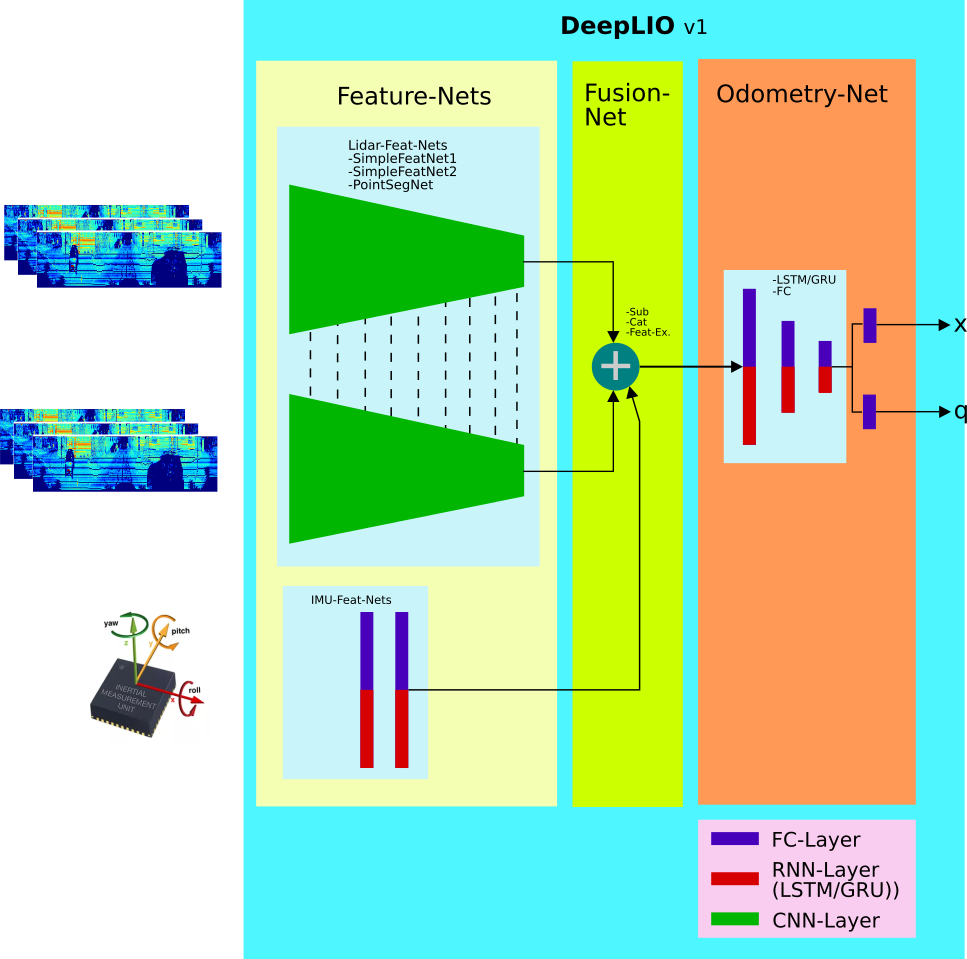 DeepLIO v1
Feature-Nets
Lidar-Feat-Nets
-SimpleFeatNet1
-SimpleFeatNet2
-PointSegNet
IMU-Feat-Nets
Fusion-
Net
-Sub
-Cat
-Feat-Ex.
Odometry-Net
-LSTM/GRU
-FC
x
q
yaw
pitch
roll
z
y
x
INERTIAL
MEASUREMENT
UNIT
FC-Layer
RNN-Layer
(LSTM/GRU))
CNN-Layer